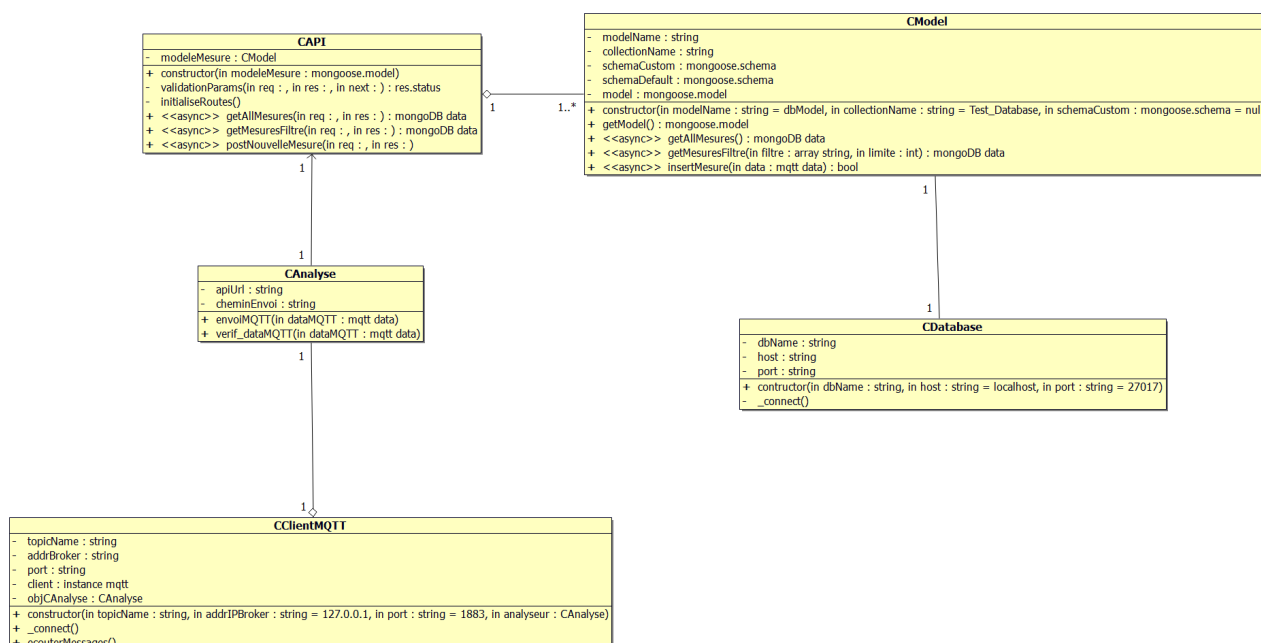 CModel
- modelName : string
- collectionName : string
- schemaCustom : mongoose.schema
- schemaDefault : mongoose.schema
- model : mongoose.model
+ constructor(in modelName : string = dbModel, in collectionName : string = Test_Database, in schemaCustom : mongoose.schema = nul
+ getModel() : mongoose.model
+ <<async>> getAllMesures() : mongoDB data
+ <<async>> getMesuresFiltre(in filtre : array string, in limite : int) : mongoDB data
+ <<async>> insertMesure(in data : mqtt data) : bool
CAPI
- modeleMesure : CModel
+ constructor(in modeleMesure : mongoose.model)
- validationParams(in req : , in res : , in next : ) : res.status
- initialiseRoutes()
+ <<async>> getAllMesures(in req : , in res : ) : mongoDB data
+ <<async>> getMesuresFiltre(in req : , in res : ) : mongoDB data
+ <<async>> postNouvelleMesure(in req : , in res : )
1
1..*
1
1
1
1
CAnalyse
- apiUrl : string
- cheminEnvoi : string
+ envoiMQTT(in dataMQTT : mqtt data)
+ verif_dataMQTT(in dataMQTT : mqtt data)
CDatabase
- dbName : string
- host : string
- port : string
+ contructor(in dbName : string, in host : string = localhost, in port : string = 27017)
- _connect()
1
1
CClientMQTT
- topicName : string
- addrBroker : string
- port : string
- client : instance mqtt
- objCAnalyse : CAnalyse
+ constructor(in topicName : string, in addrIPBroker : string = 127.0.0.1, in port : string = 1883, in analyseur : CAnalyse)
+ _connect()
+ ecouterMessages()